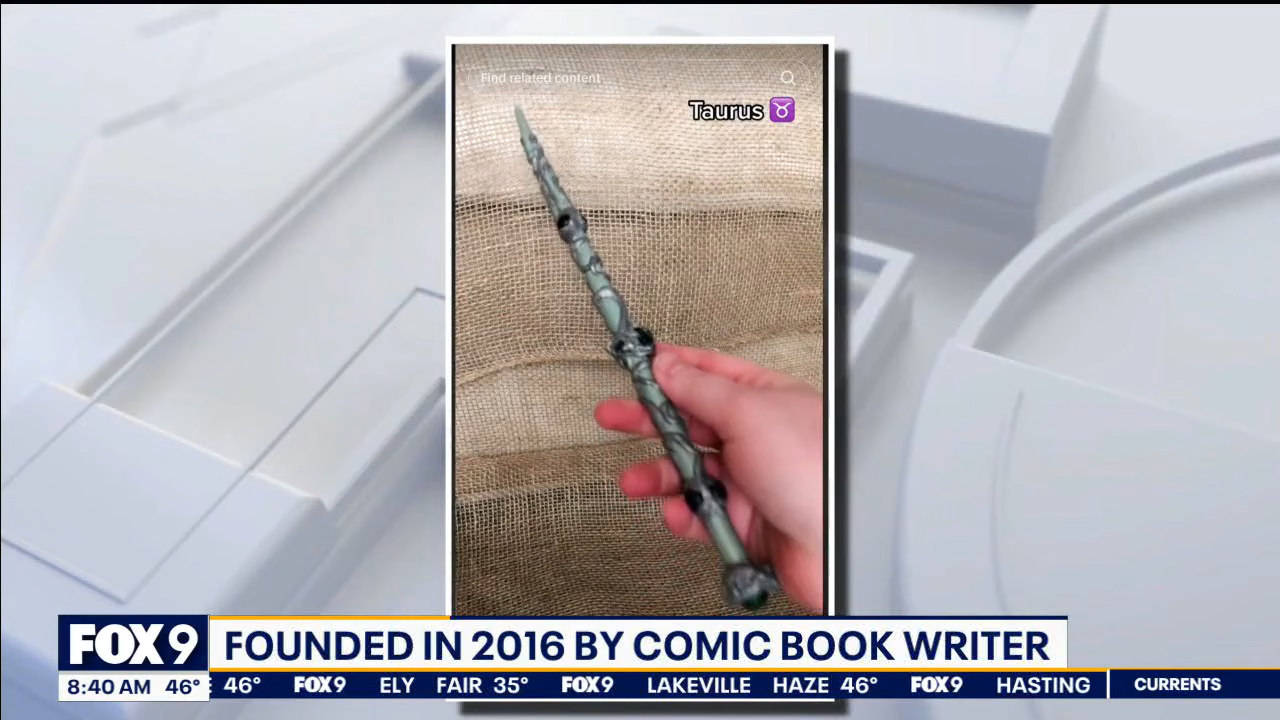 Find related content
Taurus ♉
FOX 9 FOUNDED IN 2016 BY COMIC BOOK WRITER
8:40 AM 46° 46° FOX 9 ELY FAIR 35° FOX 9 LAKEVILLE HAZE 46° FOX 9 HASTING CURRENTS